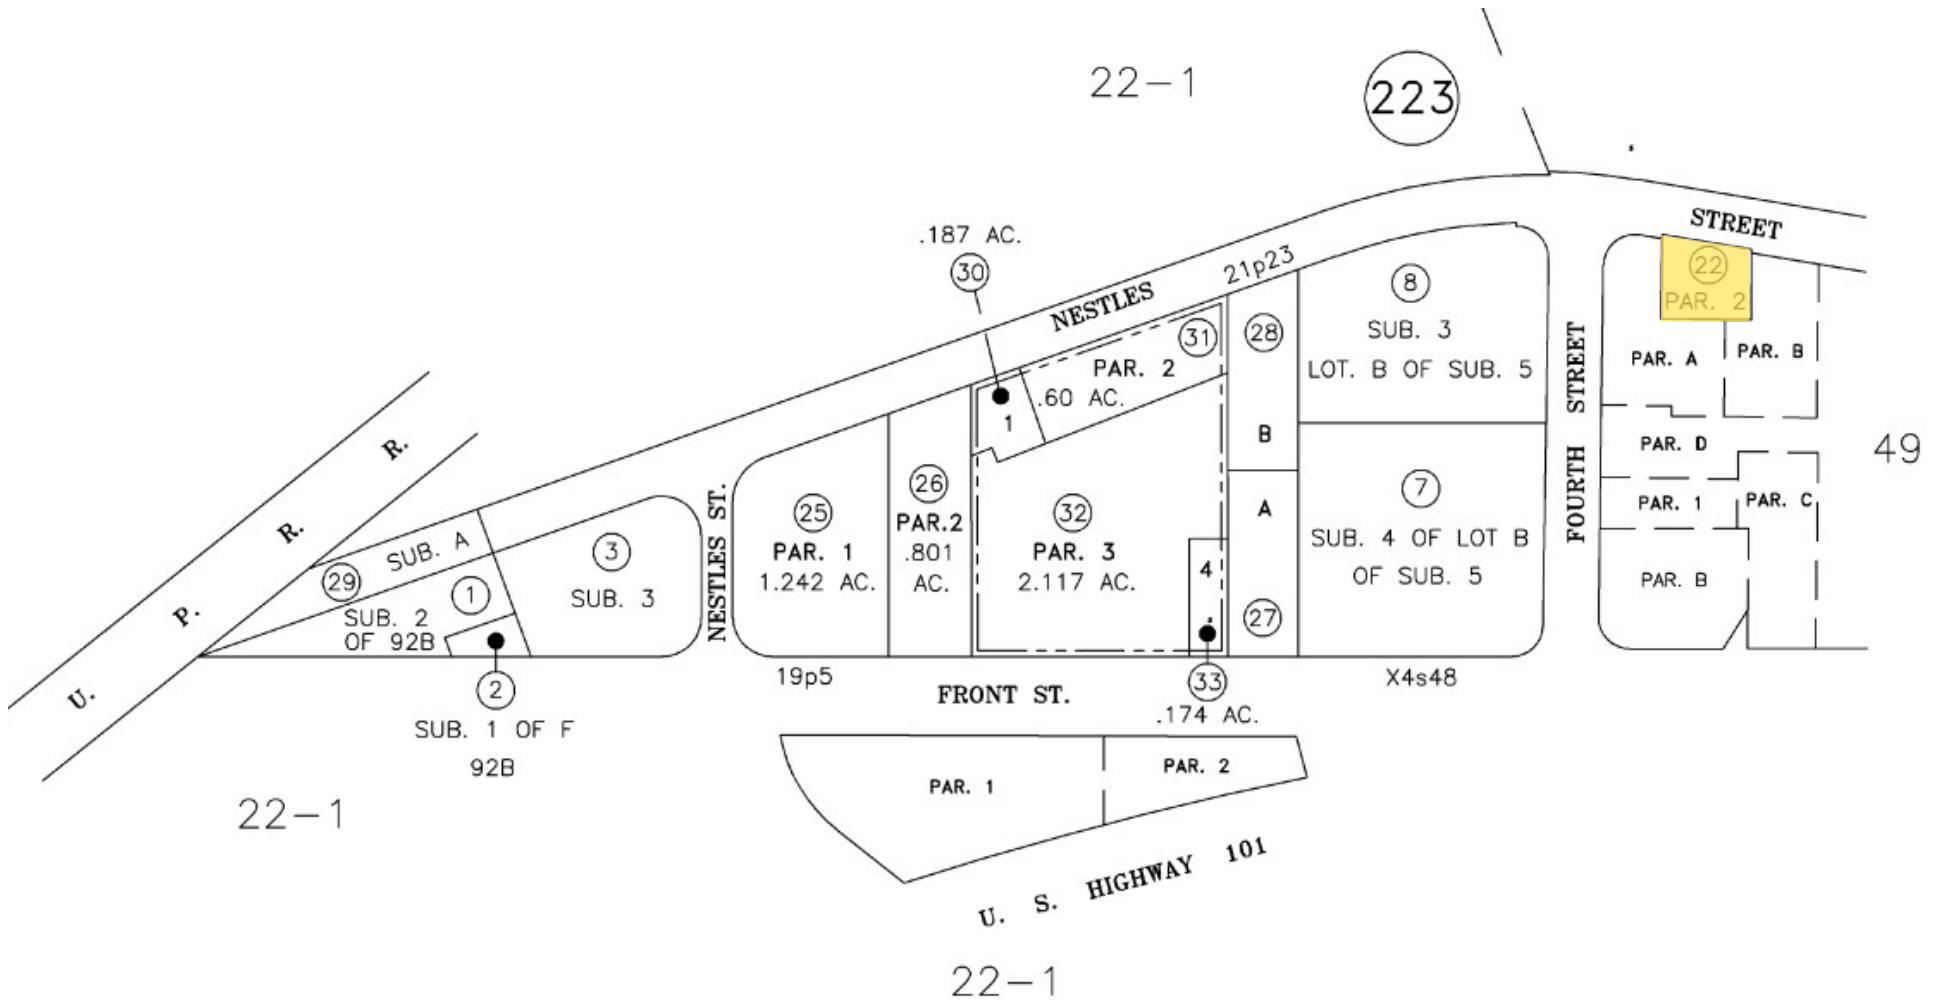 22-1
223
STREET
.187 AC.
30
21p23
NESTLES
22
PAR. 2
8
SUB. 3
LOT. B OF SUB. 5
28
31
PAR. 2
.60 AC.
1
B
PAR. A
PAR. B
FOURTH STREET
PAR. D
49
PAR. 1
PAR. C
PAR. B
U. P. R. R.
NESTLES ST.
25
PAR. 1
1.242 AC.
26
PAR.2
.801
AC.
32
PAR. 3
2.117 AC.
A
27
4
7
SUB. 4 OF LOT B
OF SUB. 5
SUB. A
29
1
SUB. 2
OF 92B
3
SUB. 3
2
SUB. 1 OF F
92B
19p5
FRONT ST.
33
.174 AC.
X4s48
PAR. 1
PAR. 2
22-1
U. S. HIGHWAY 101
22-1